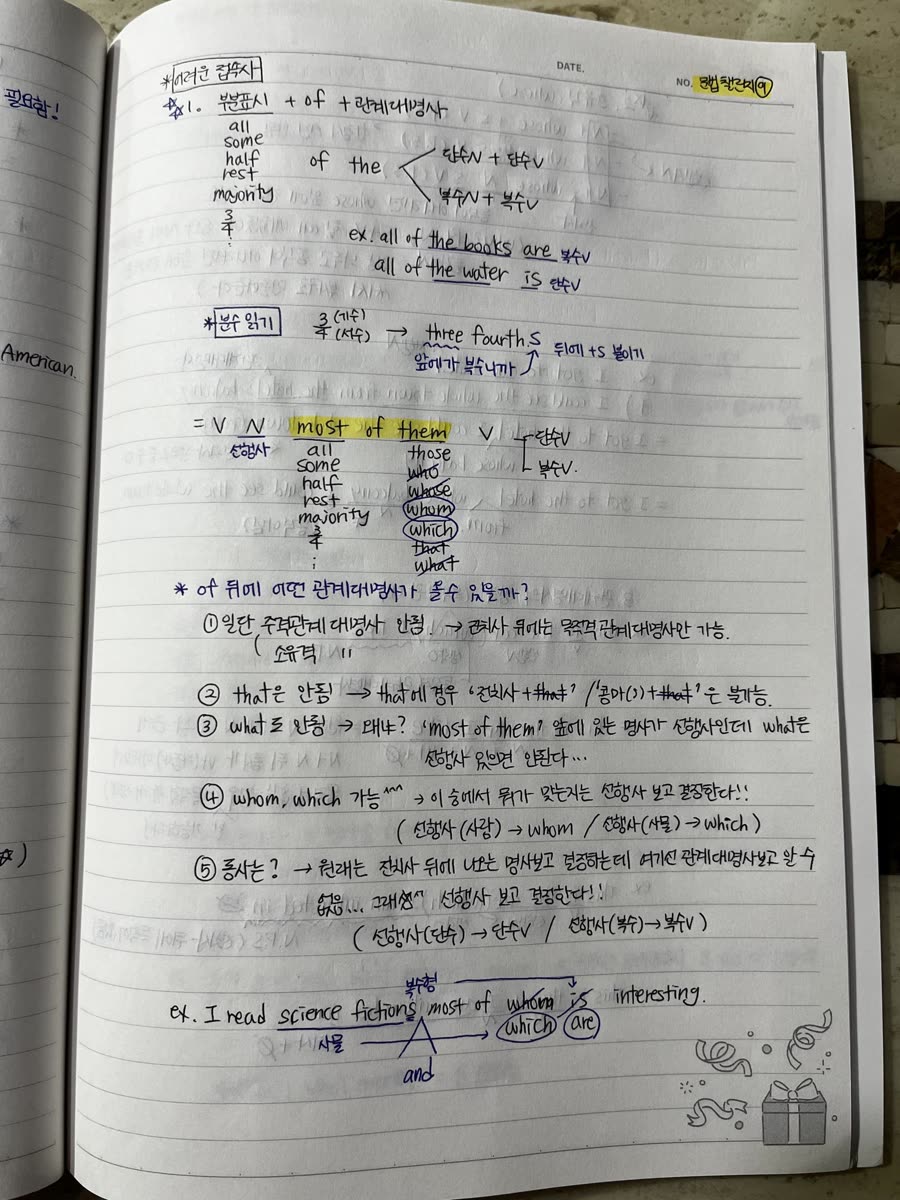 DATE.
NO. 문법 챌린지 ⑨
필요함!
American.
☆)
*어려운 접속사
☆☆1. 부분표시 + of + 관계대명사
all
some
half of the 단수N + 단수V
rest 복수N + 복수V
majority
3/4
⋮
ex. all of the books are 복수V
all of the water is 단수V
*분수 읽기 3(기수)/4(서수) → three fourth.s 뒤에 +s 붙이기
앞에가 복수니까
= V N most of them V 단수V
선행사 all those 복수V.
some who
half whose
rest whom
majority which
3/4 that
⋮ what
* of 뒤에 어떤 관계대명사가 올 수 있을까?
① 일단 주격관계대명사 안됨. → 전치사 뒤에는 목적격관계대명사만 가능.
( 소유격 "
② that은 안돼! → that에 경우 '전치사+that' / '콤마(,)+that'은 불가능.
③ what도 안됨 → 왜냐? 'most of them' 앞에 있는 명사가 선행사인데 what은
선행사 있으면 안된다...
④ whom, which 가능^^ → 이 중에서 뭐가 맞는지는 선행사 보고 결정한다!!
( 선행사(사람) → whom / 선행사(사물) → which )
⑤ 동사는? → 원래는 전치사 뒤에 나오는 명사보고 결정하는데 여기선 관계대명사보고 알 수
없음... 그래서 선행사 보고 결정한다!!
( 선행사(단수) → 단수V / 선행사(복수) → 복수V )
복수형
ex. I read science fictions most of whom is interesting.
사물 which are
and